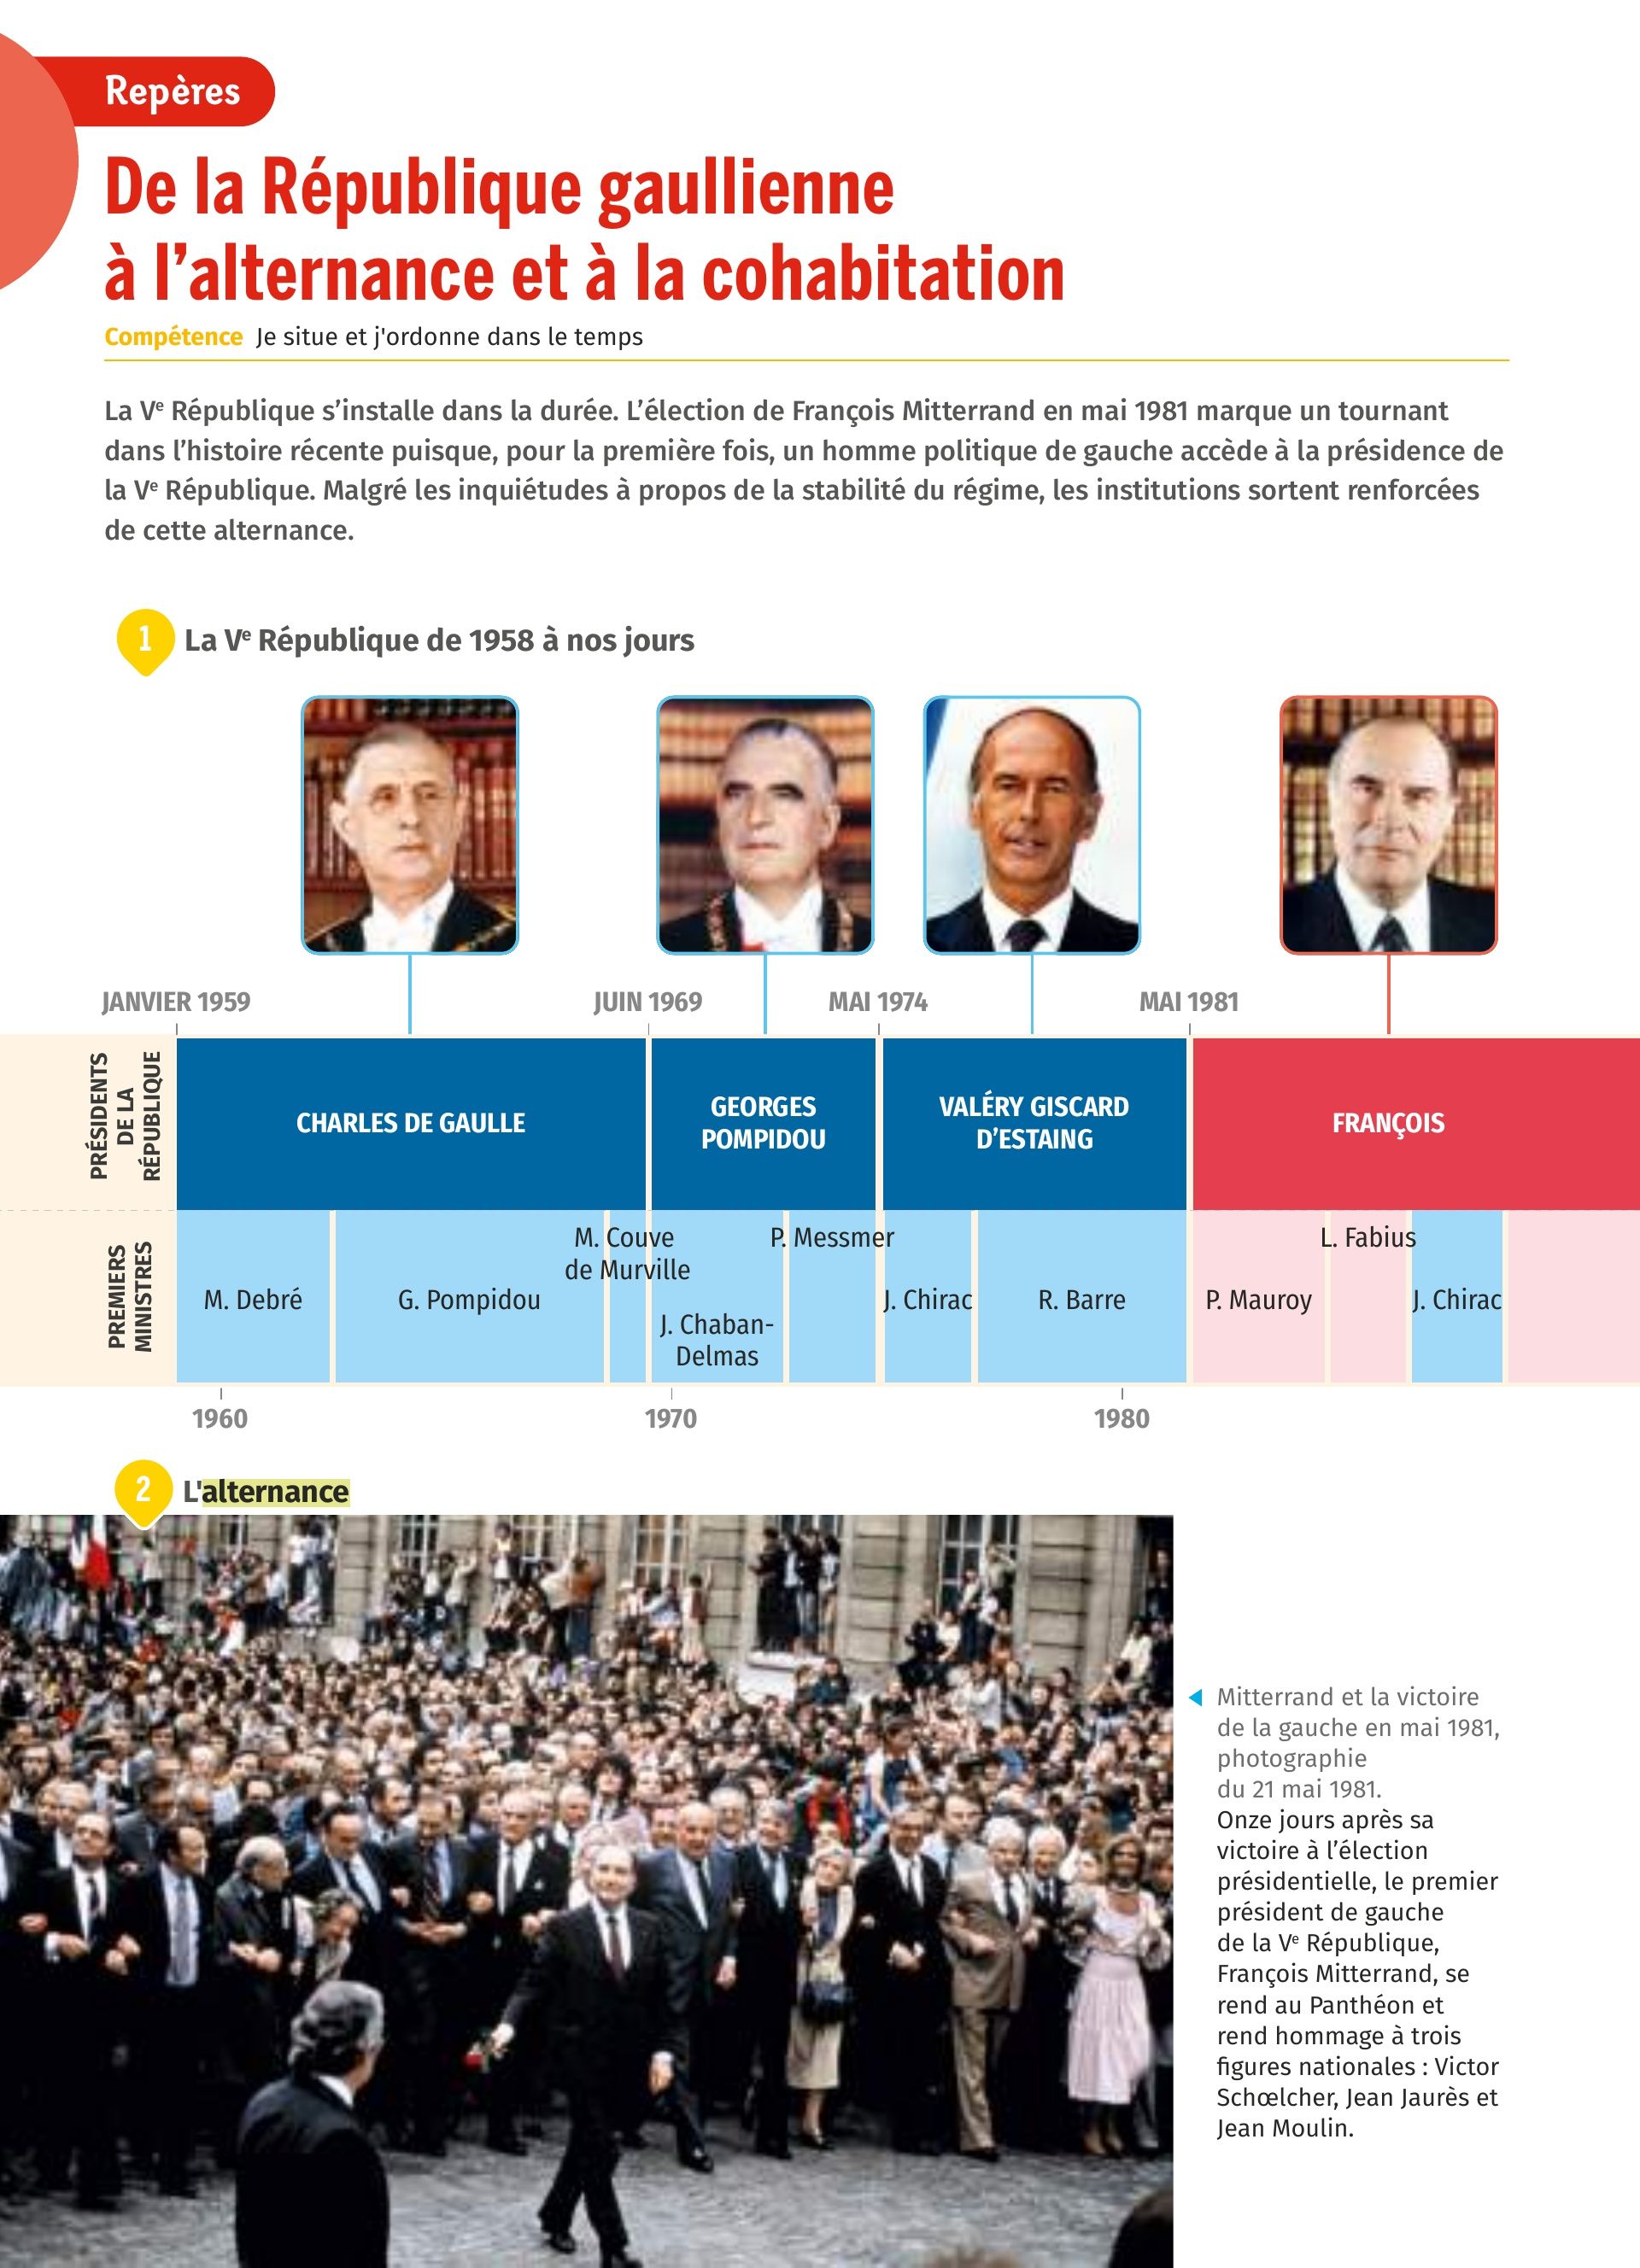 Repères
De la République gaullienne
à l’alternance et à la cohabitation
Compétence Je situe et j'ordonne dans le temps
La Vᵉ République s’installe dans la durée. L’élection de François Mitterrand en mai 1981 marque un tournant
dans l’histoire récente puisque, pour la première fois, un homme politique de gauche accède à la présidence de
la Vᵉ République. Malgré les inquiétudes à propos de la stabilité du régime, les institutions sortent renforcées
de cette alternance.
1 La Vᵉ République de 1958 à nos jours
JANVIER 1959 JUIN 1969 MAI 1974 MAI 1981
PRÉSIDENTS
DE LA
RÉPUBLIQUE
CHARLES DE GAULLE
GEORGES
POMPIDOU
VALÉRY GISCARD
D’ESTAING
FRANÇOIS
PREMIERS
MINISTRES
M. Debré
G. Pompidou
M. Couve
de Murville
J. Chaban-
Delmas
P. Messmer
J. Chirac
R. Barre
P. Mauroy
L. Fabius
J. Chirac
1960 1970 1980
2 L'alternance
Mitterrand et la victoire
de la gauche en mai 1981,
photographie
du 21 mai 1981.
Onze jours après sa
victoire à l’élection
présidentielle, le premier
président de gauche
de la Vᵉ République,
François Mitterrand, se
rend au Panthéon et
rend hommage à trois
figures nationales : Victor
Schœlcher, Jean Jaurès et
Jean Moulin.